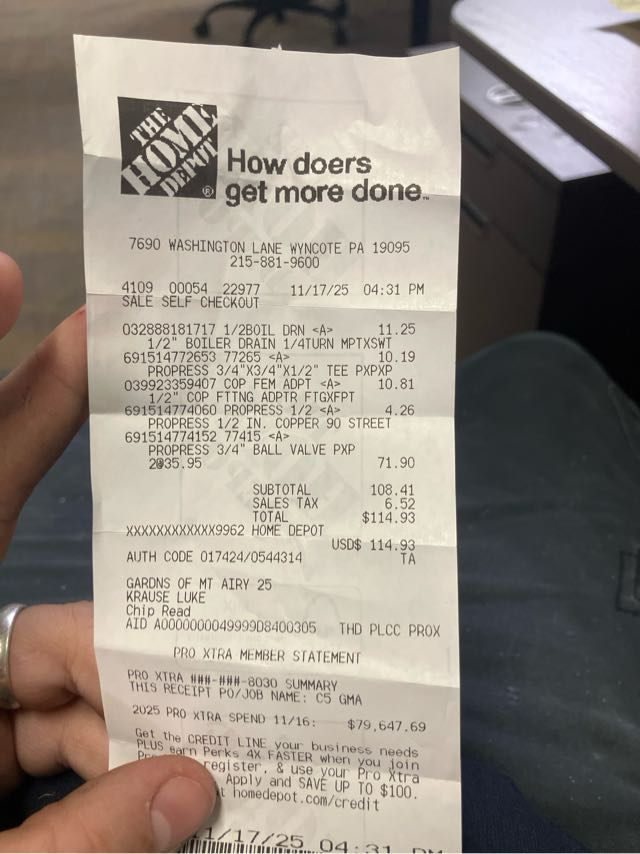 THE
HOME
DEPOT
®
How doers
get more done™
7690 WASHINGTON LANE WYNCOTE PA 19095
215-881-9600
4109 00054 22977 11/17/25 04:31 PM
SALE SELF CHECKOUT
032888181717 1/2BOIL DRN <A> 11.25
1/2" BOILER DRAIN 1/4TURN MPTXSWT
691514772653 77265 <A> 10.19
PROPRESS 3/4"X3/4"X1/2" TEE PXPXP
039923359407 COP FEM ADPT <A> 10.81
1/2" COP FTTNG ADPTR FTGXFPT
691514774060 PROPRESS 1/2 <A> 4.26
PROPRESS 1/2 IN. COPPER 90 STREET
691514774152 77415 <A>
PROPRESS 3/4" BALL VALVE PXP
2@35.95 71.90
SUBTOTAL 108.41
SALES TAX 6.52
TOTAL $114.93
XXXXXXXXXXXX9962 HOME DEPOT
USD$ 114.93
AUTH CODE 017424/0544314 TA
GARDNS OF MT AIRY 25
KRAUSE LUKE
Chip Read
AID A0000000049999D8400305 THD PLCC PROX
PRO XTRA MEMBER STATEMENT
PRO XTRA ###-###-8030 SUMMARY
THIS RECEIPT PO/JOB NAME: C5 GMA
2025 PRO XTRA SPEND 11/16: $79,647.69
Get the CREDIT LINE your business needs
PLUS earn Perks 4X FASTER when you join
register, & use your Pro Xtra
Apply and SAVE UP TO $100.
homedepot.com/credit
11/17/25 04:31 PM